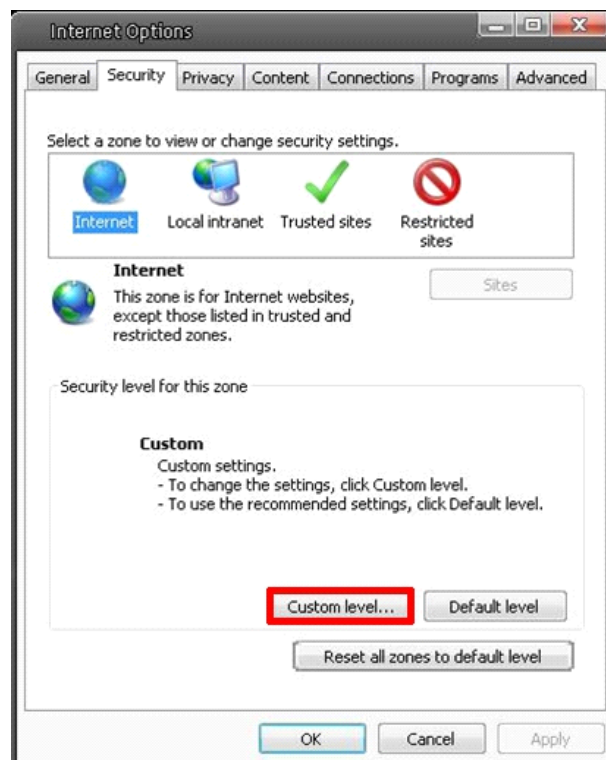 Internet Options
General Security Privacy Content Connections Programs Advanced
Select a zone to view or change security settings.
Internet Local intranet Trusted sites Restricted sites
Internet
Sites
This zone is for Internet websites,
except those listed in trusted and
restricted zones.
Security level for this zone
Custom
Custom settings.
- To change the settings, click Custom level.
- To use the recommended settings, click Default level.
Custom level... Default level
Reset all zones to default level
OK Cancel Apply